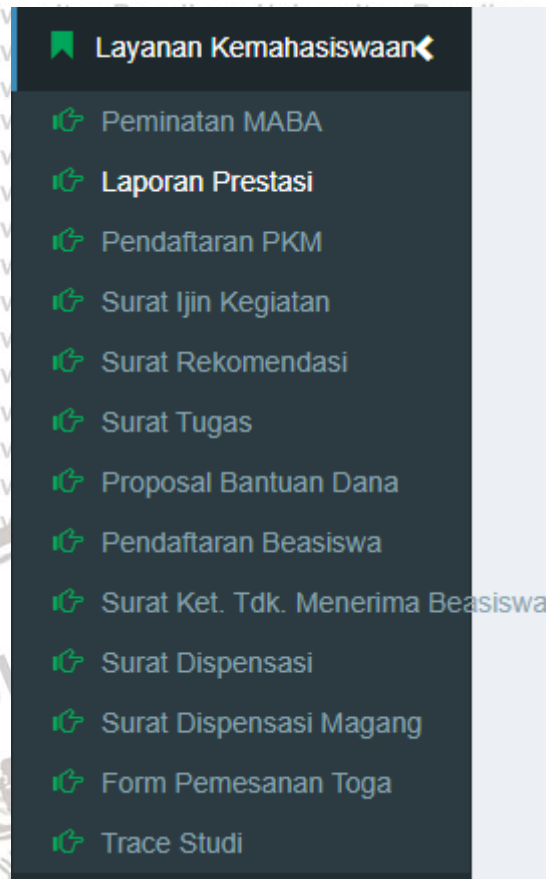 Layanan Kemahasiswaan
Peminatan MABA
Laporan Prestasi
Pendaftaran PKM
Surat Ijin Kegiatan
Surat Rekomendasi
Surat Tugas
Proposal Bantuan Dana
Pendaftaran Beasiswa
Surat Ket. Tdk. Menerima Beasiswa
Surat Dispensasi
Surat Dispensasi Magang
Form Pemesanan Toga
Trace Studi